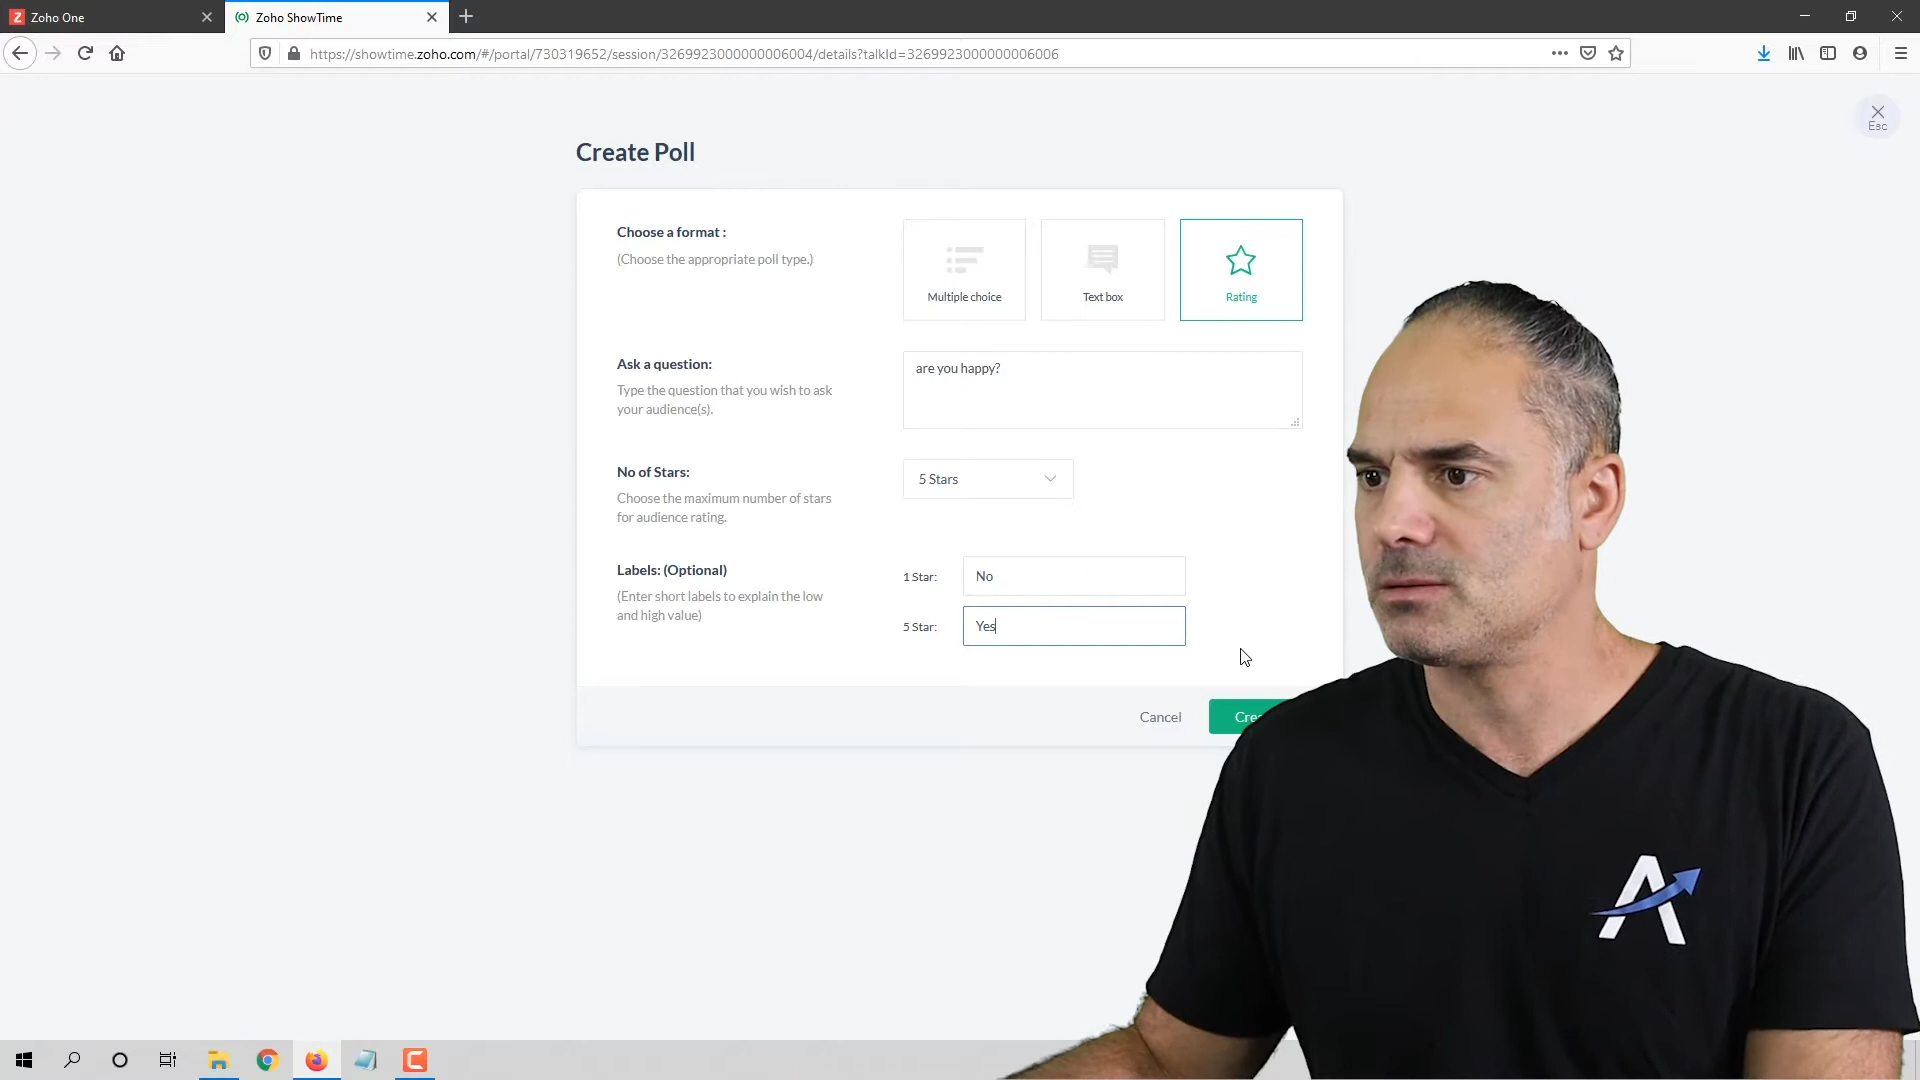 Zoho One
Zoho ShowTime
https://showtime.zoho.com/#/portal/730319652/session/3269923000000006004/details?talkId=3269923000000006006
Esc
Create Poll
Choose a format :
(Choose the appropriate poll type.)
Multiple choice
Text box
Rating
Ask a question:
Type the question that you wish to ask
your audience(s).
are you happy?
No of Stars:
Choose the maximum number of stars
for audience rating.
5 Stars
Labels: (Optional)
(Enter short labels to explain the low
and high value)
1 Star:
No
5 Star:
Yes
Cancel